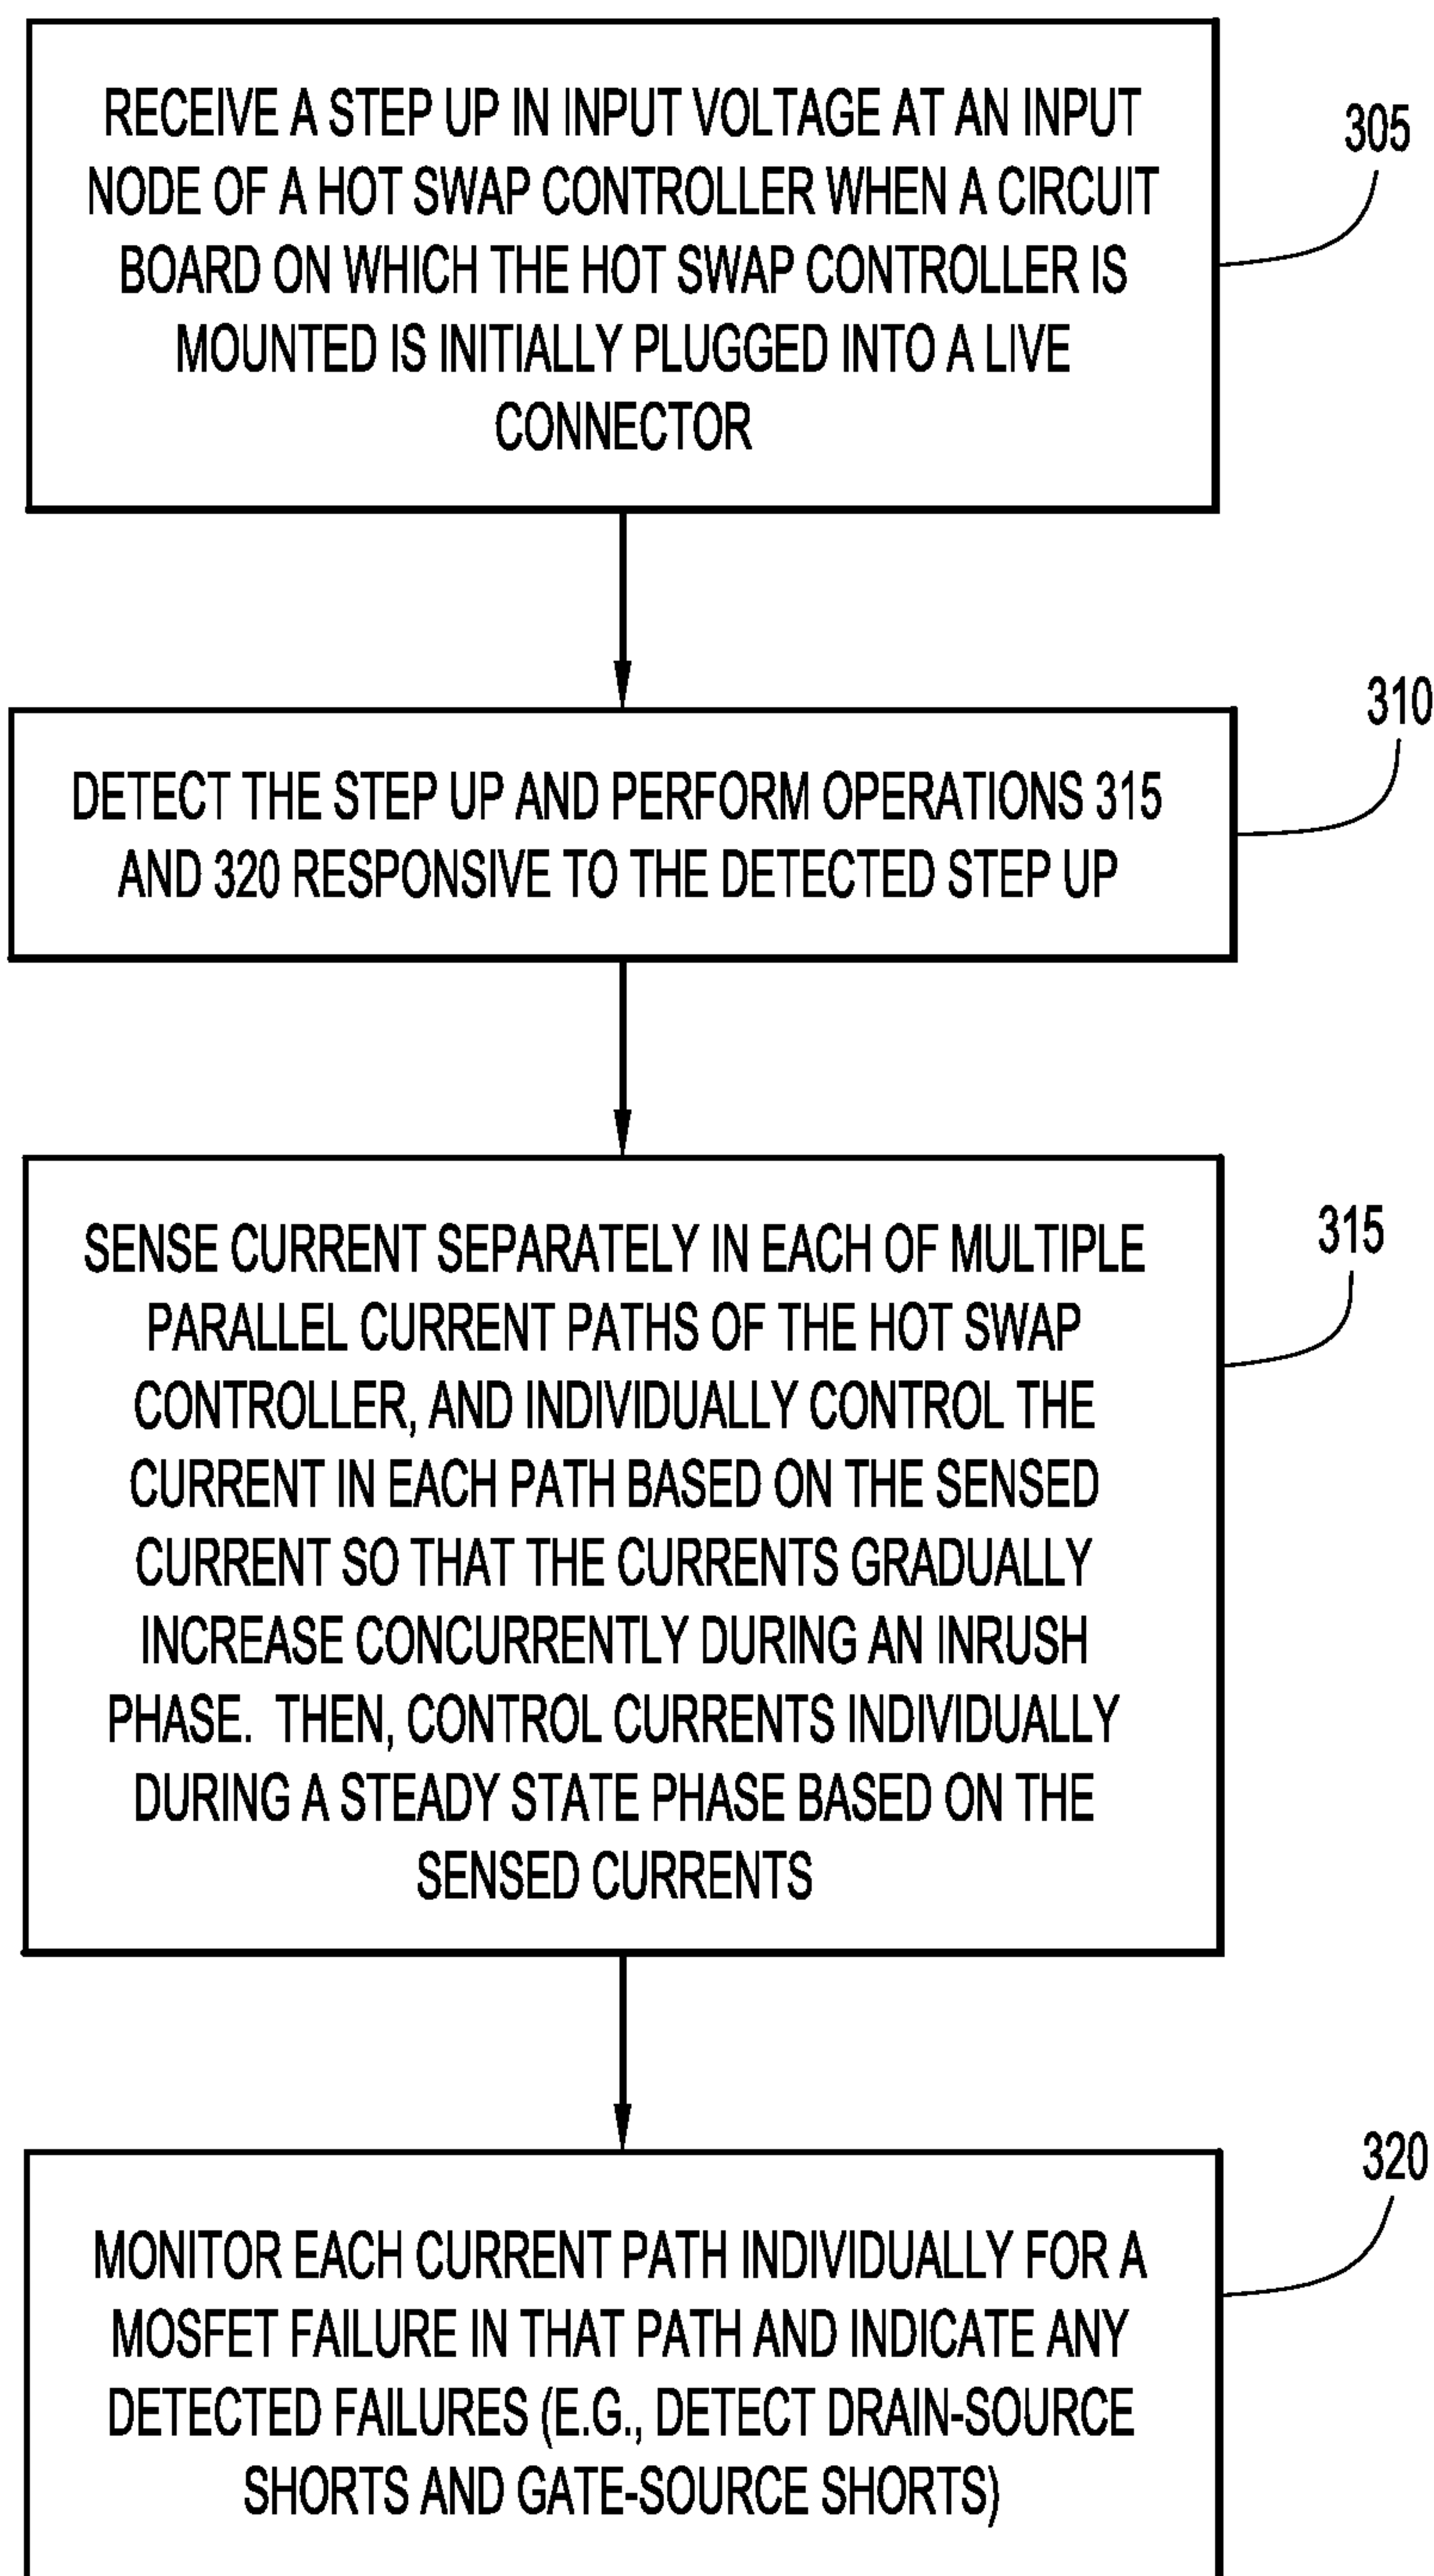 RECEIVE A STEP UP IN INPUT VOLTAGE AT AN INPUT
NODE OF A HOT SWAP CONTROLLER WHEN A CIRCUIT
BOARD ON WHICH THE HOT SWAP CONTROLLER IS
MOUNTED IS INITIALLY PLUGGED INTO A LIVE
CONNECTOR
305
DETECT THE STEP UP AND PERFORM OPERATIONS 315
AND 320 RESPONSIVE TO THE DETECTED STEP UP
310
SENSE CURRENT SEPARATELY IN EACH OF MULTIPLE
PARALLEL CURRENT PATHS OF THE HOT SWAP
CONTROLLER, AND INDIVIDUALLY CONTROL THE
CURRENT IN EACH PATH BASED ON THE SENSED
CURRENT SO THAT THE CURRENTS GRADUALLY
INCREASE CONCURRENTLY DURING AN INRUSH
PHASE. THEN, CONTROL CURRENTS INDIVIDUALLY
DURING A STEADY STATE PHASE BASED ON THE
SENSED CURRENTS
315
MONITOR EACH CURRENT PATH INDIVIDUALLY FOR A
MOSFET FAILURE IN THAT PATH AND INDICATE ANY
DETECTED FAILURES (E.G., DETECT DRAIN-SOURCE
SHORTS AND GATE-SOURCE SHORTS)
320